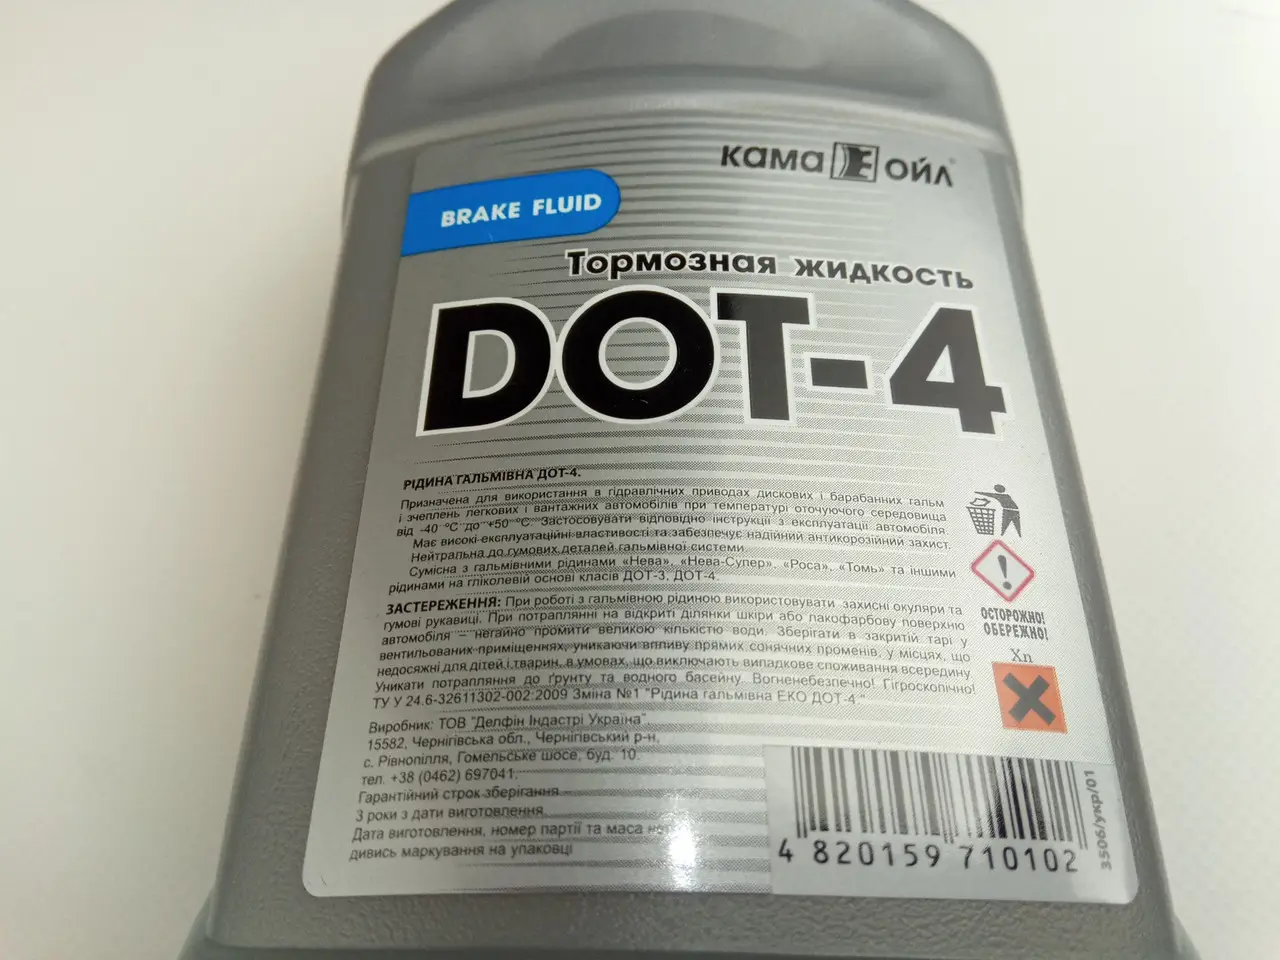 кама ойл
BRAKE FLUID
Тормозная жидкость
DOT-4
РІДИНА ГАЛЬМІВНА ДОТ-4.
Призначена для використання в гідравлічних приводах дискових і барабанних гальм
і зчеплень легкових і вантажних автомобілів при температурі оточуючого середовища
від -40 °С до +50 °С. Застосовувати відповідно інструкції з експлуатації автомобіля.
Має високі експлуатаційні властивості та забезпечує надійний антикорозійний захист.
Нейтральна до гумових деталей гальмівної системи.
Сумісна з гальмівними рідинами «Нева», «Нева-Супер», «Роса», «Томь» та іншими
рідинами на гліколевій основі класів ДОТ-3, ДОТ-4.
ЗАСТЕРЕЖЕННЯ: При роботі з гальмівною рідиною використовувати захисні окуляри та
гумові рукавиці. При потраплянні на відкриті ділянки шкіри або лакофарбову поверхню
автомобіля – негайно промити великою кількістю води. Зберігати в закритій тарі у
вентильованих приміщеннях, уникаючи впливу прямих сонячних променів, у місцях, що
недосяжні для дітей і тварин, в умовах, що виключають випадкове споживання всередину
Уникати потрапляння до ґрунту та водного басейну. Вогненебезпечно! Гігроскопічно!
ТУ У 24.6-32611302-002:2009 Зміна №1 "Рідина гальмівна ЕКО ДОТ-4."
ОСТОРОЖНО!
ОБЕРЕЖНО!
Xn
Виробник: ТОВ "Делфін Індастрі Україна",
15582, Чернігівська обл., Чернігівський р-н,
с. Рівнопілля, Гомельське шосе, буд. 10.
тел. +38 (0462) 697041.
Гарантійний строк зберігання
3 роки з дати виготовлення.
Дата виготовлення, номер партії та маса
дивись маркування на упаковці
4 820159 710102
3506/укр/01